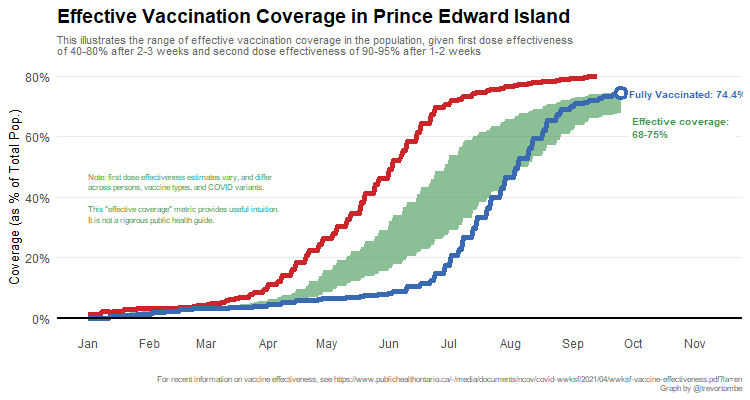 Effective Vaccination Coverage in Prince Edward Island
This illustrates the range of effective vaccination coverage in the population, given first dose effectiveness
of 40-80% after 2-3 weeks and second dose effectiveness of 90-95% after 1-2 weeks
Coverage (as % of Total Pop.)
80%
60%
40%
20%
0%
Fully Vaccinated: 74.4%
Effective coverage:
68-75%
Note: first dose effectiveness estimates vary, and differ
across persons, vaccine types, and COVID variants.
This "effective coverage" metric provides useful intuition.
It is not a rigorous public health guide.
Jan Feb Mar Apr May Jun Jul Aug Sep Oct Nov
For recent information on vaccine effectiveness, see https://www.publichealthontario.ca/-/media/documents/ncov/covid-wwksf/2021/04/wwksf-vaccine-effectiveness.pdf?la=en
Graph by @trevortombe